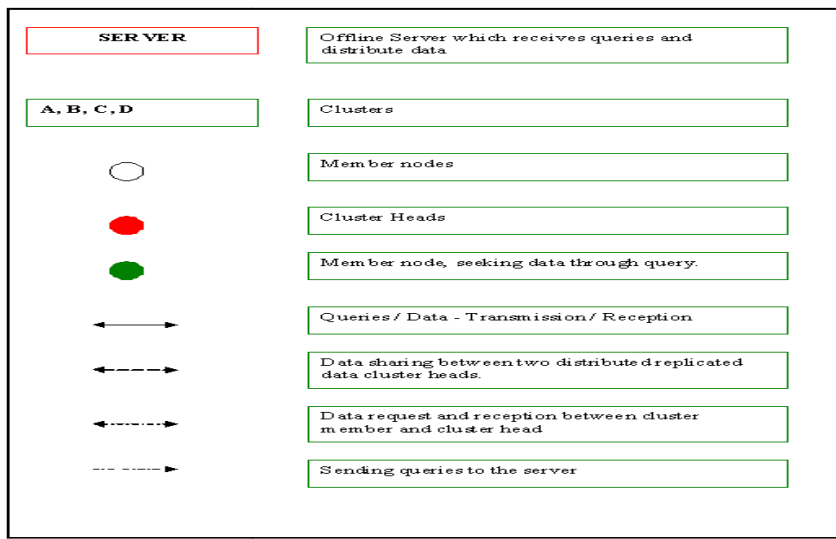 SERVER
Offline Server which receives queries and
distribute data
A, B, C, D
Clusters
Member nodes
Cluster Heads
Member node, seeking data through query.
Queries / Data - Transmission / Reception
Data sharing between two distributed replicated
data cluster heads.
Data request and reception between cluster
member and cluster head
Sending queries to the server